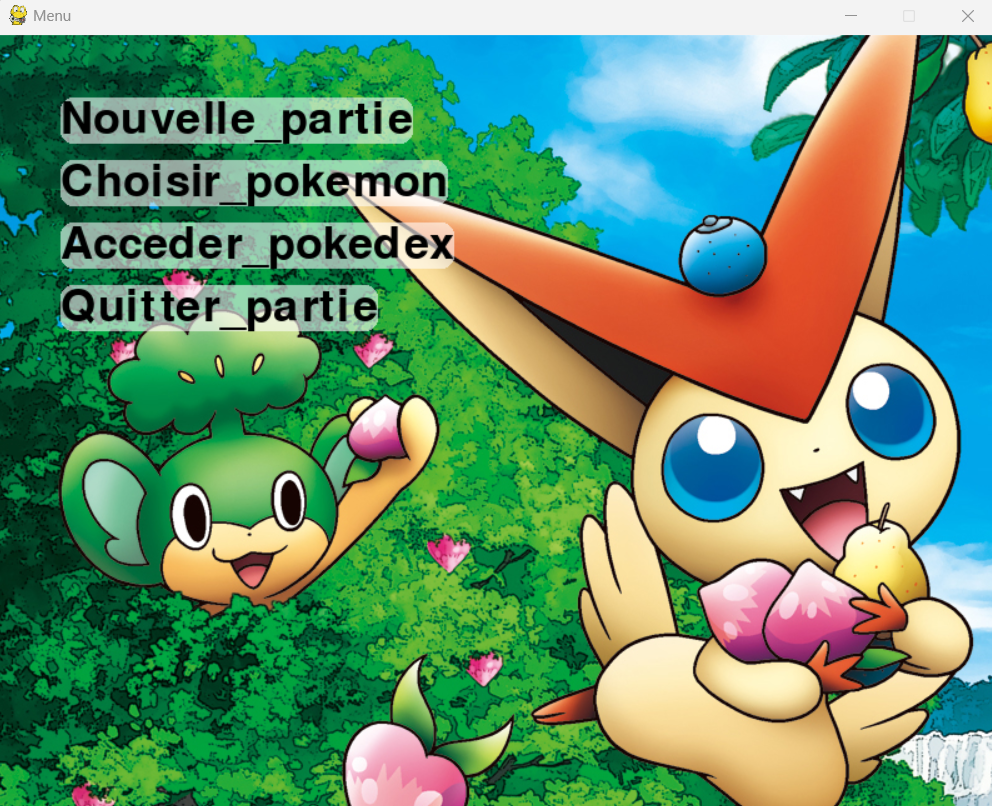 Menu
Nouvelle_partie
Choisir_pokemon
Acceder_pokedex
Quitter_partie